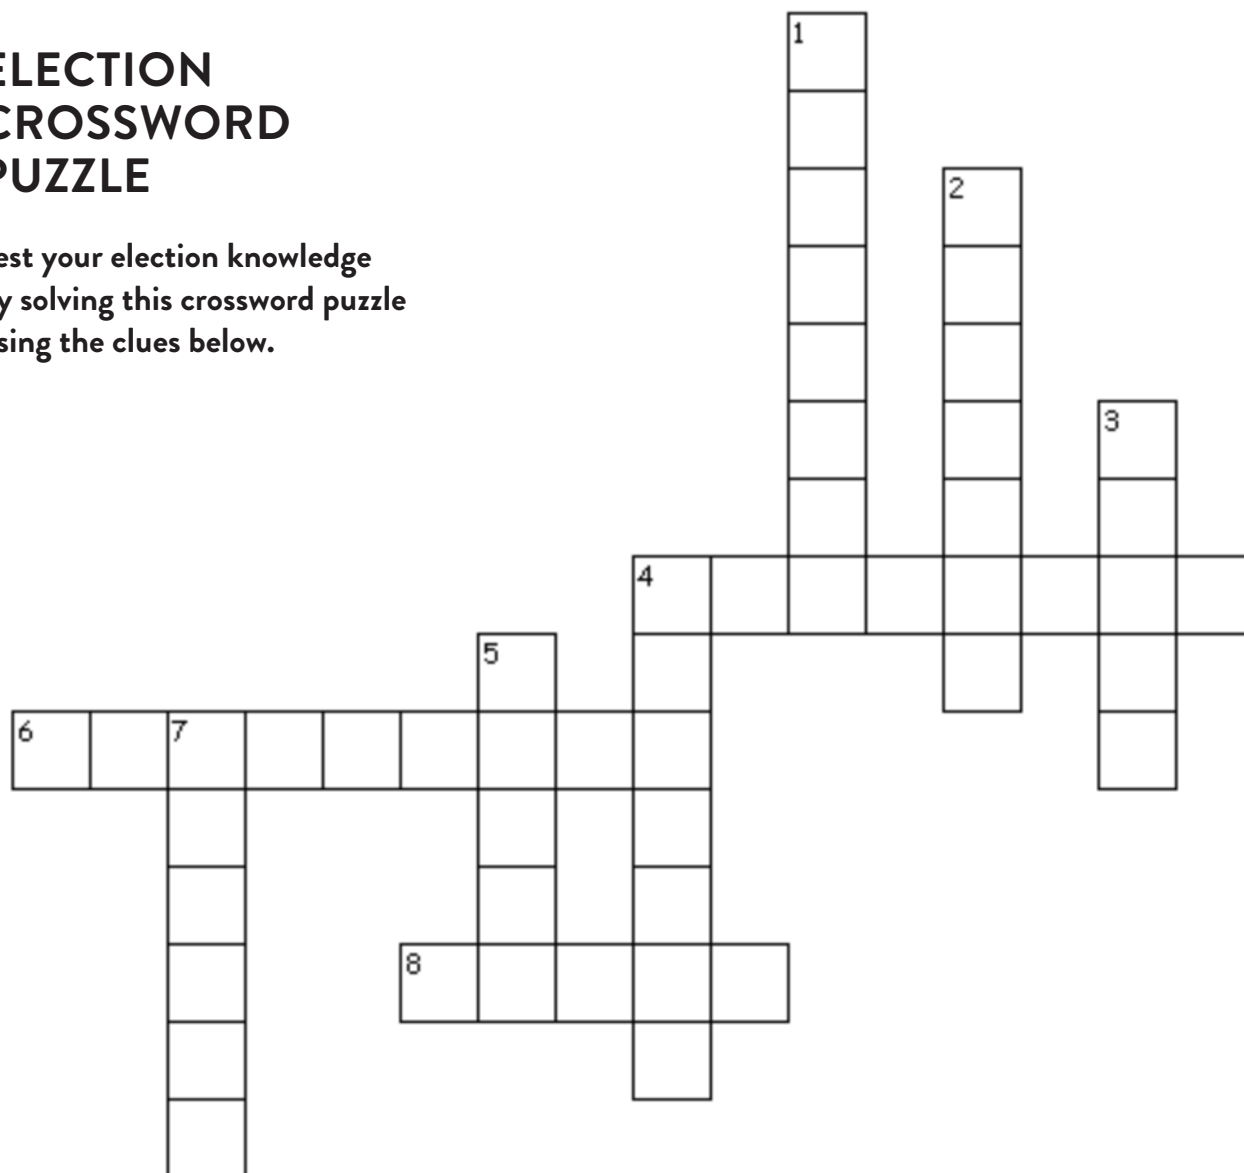 ELECTION
CROSSWORD
PUZZLE
est your election knowledge
y solving this crossword puzzle
sing the clues below.
1
2
3
4
5
6 7
8